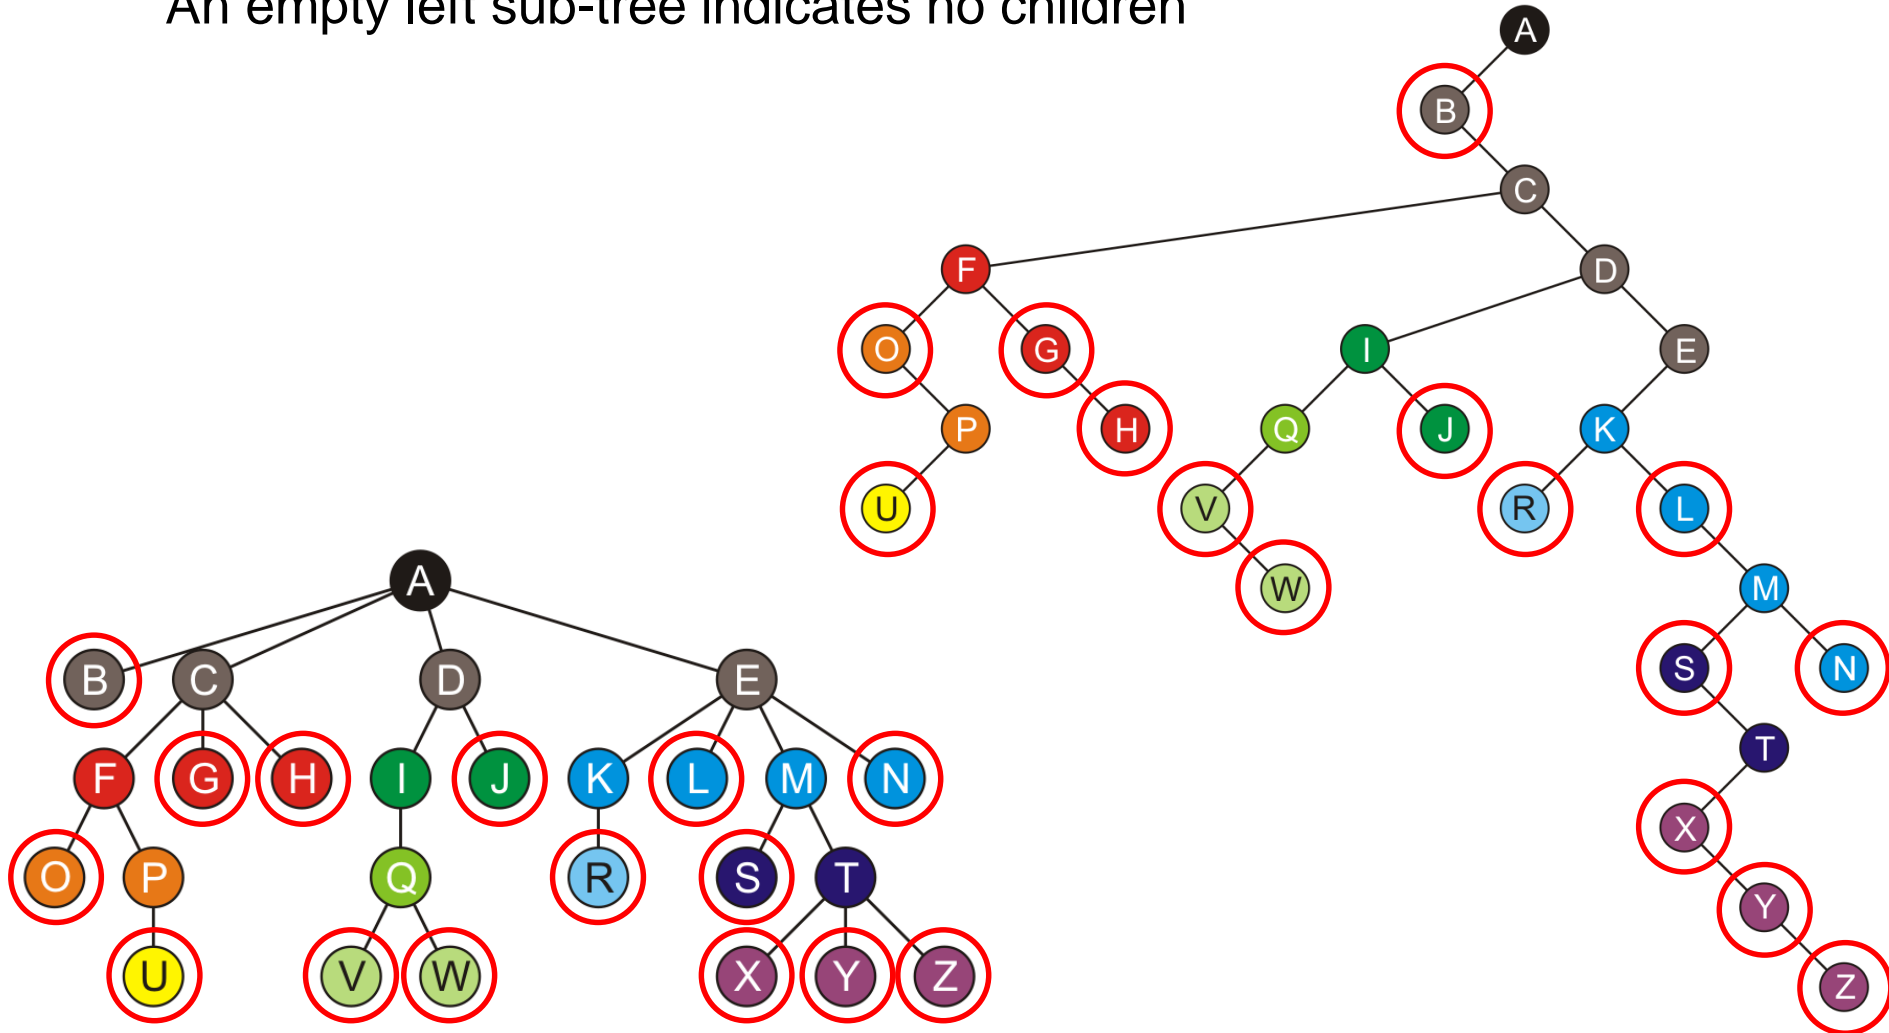 An empty left sub-tree indicates no children
A
B
C
F D
O G I E
P H Q J K
U V R L
W M
S N
T
X
Y
Z
A
B C D E
F G H I J K L M N
O P Q R S T
U V W X Y Z